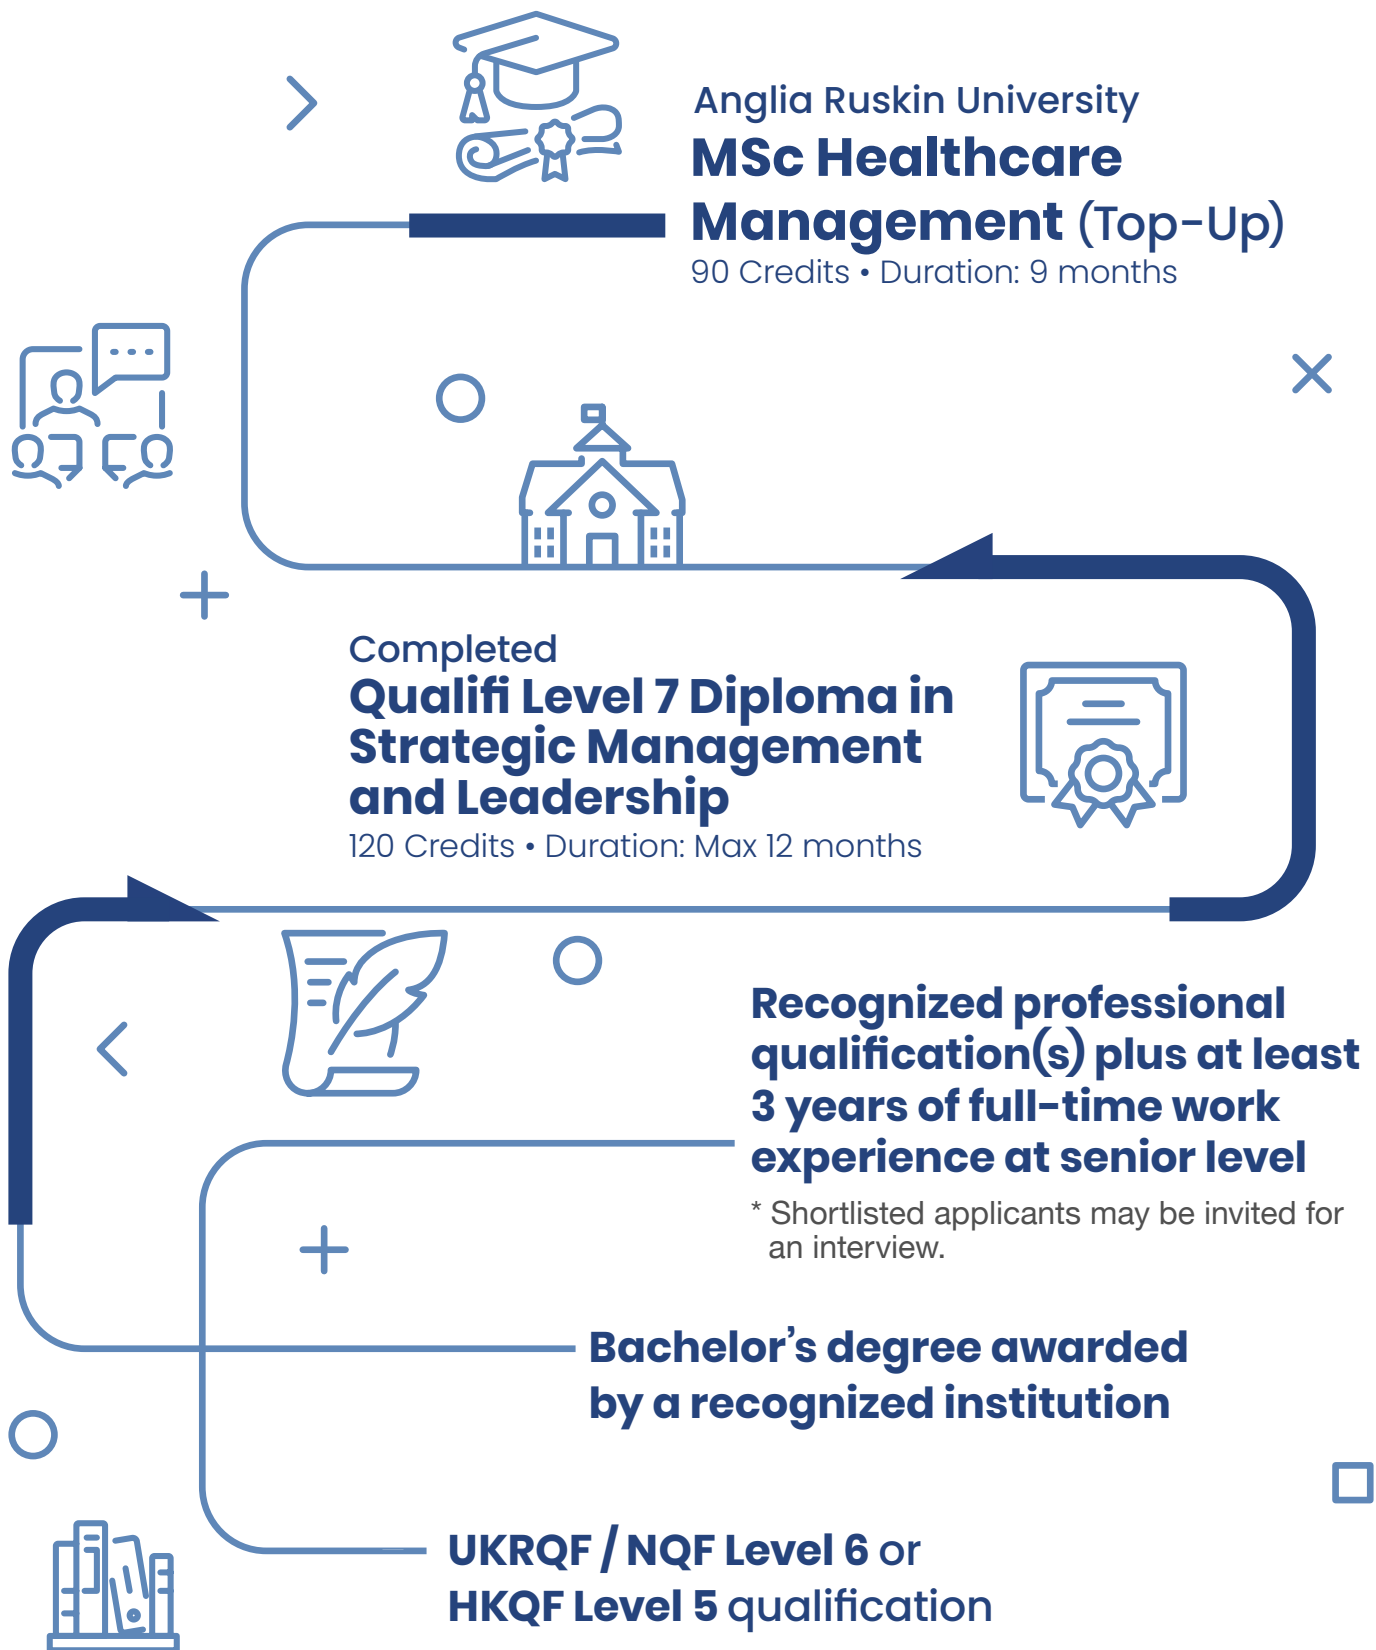 Anglia Ruskin University
MSc Healthcare
Management (Top-Up)
90 Credits • Duration: 9 months
Completed
Qualifi Level 7 Diploma in
Strategic Management
and Leadership
120 Credits • Duration: Max 12 months
Recognized professional
qualification(s) plus at least
3 years of full-time work
experience at senior level
* Shortlisted applicants may be invited for
an interview.
Bachelor’s degree awarded
by a recognized institution
UKRQF / NQF Level 6 or
HKQF Level 5 qualification